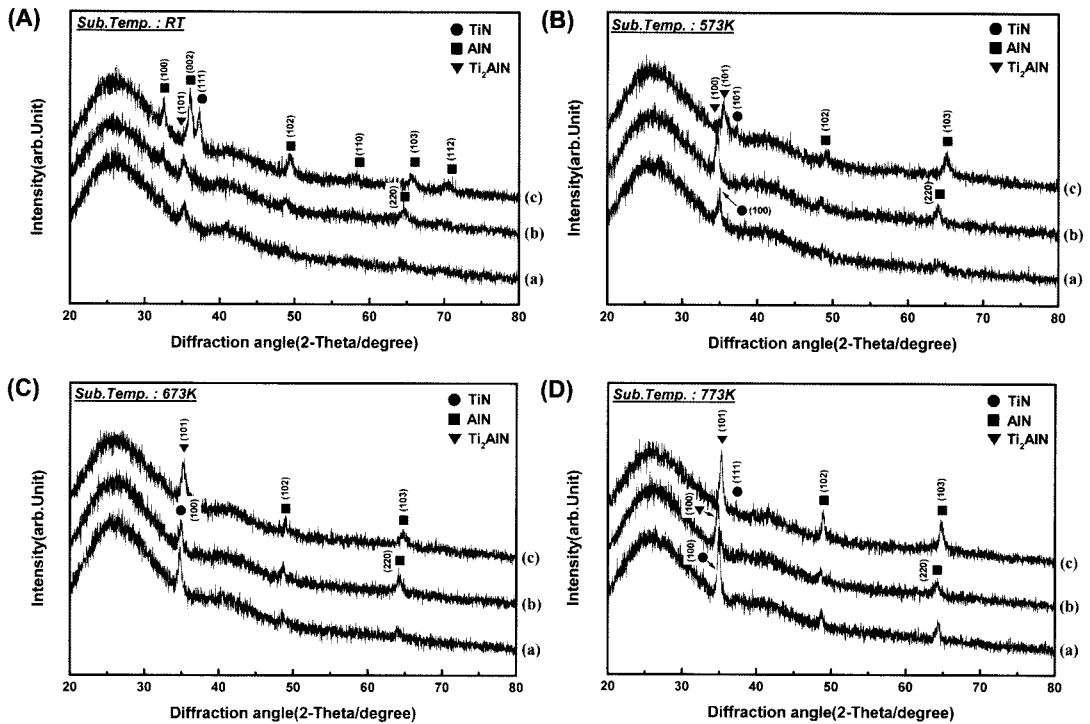 (A)
Sub.Temp. : RT
TiN
AlN
Ti2AlN
(100)
(101)
(002)
(111)
(102)
(110)
(103)
(112)
(220)
(c)
(b)
(a)
Intensity(arb.Unit)
20 30 40 50 60 70 80
Diffraction angle(2-Theta/degree)
(B)
Sub.Temp. : 573K
TiN
AlN
Ti2AlN
(100)
(101)
(101)
(102)
(103)
(220)
(100)
(c)
(b)
(a)
Intensity(arb.Unit)
20 30 40 50 60 70 80
Diffraction angle(2-Theta/degree)
(C)
Sub.Temp. : 673K
TiN
AlN
Ti2AlN
(101)
(100)
(102)
(103)
(220)
(c)
(b)
(a)
Intensity(arb.Unit)
20 30 40 50 60 70 80
Diffraction angle(2-Theta/degree)
(D)
Sub.Temp. : 773K
TiN
AlN
Ti2AlN
(101)
(111)
(100)
(100)
(102)
(103)
(220)
(c)
(b)
(a)
Intensity(arb.Unit)
20 30 40 50 60 70 80
Diffraction angle(2-Theta/degree)